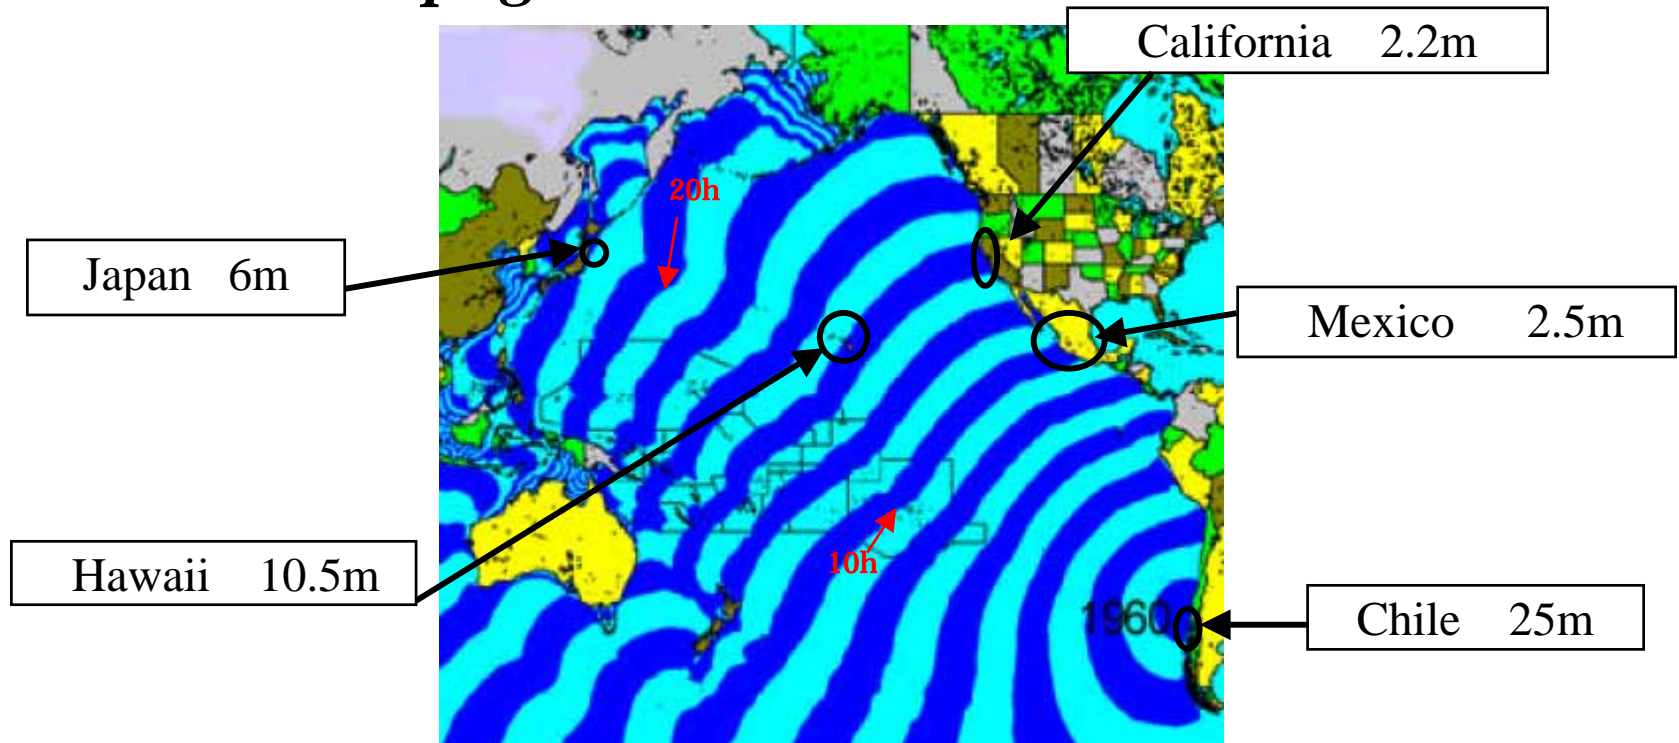 California 2.2m
20h
Japan 6m
Mexico 2.5m
10h
Hawaii 10.5m
1960
Chile 25m